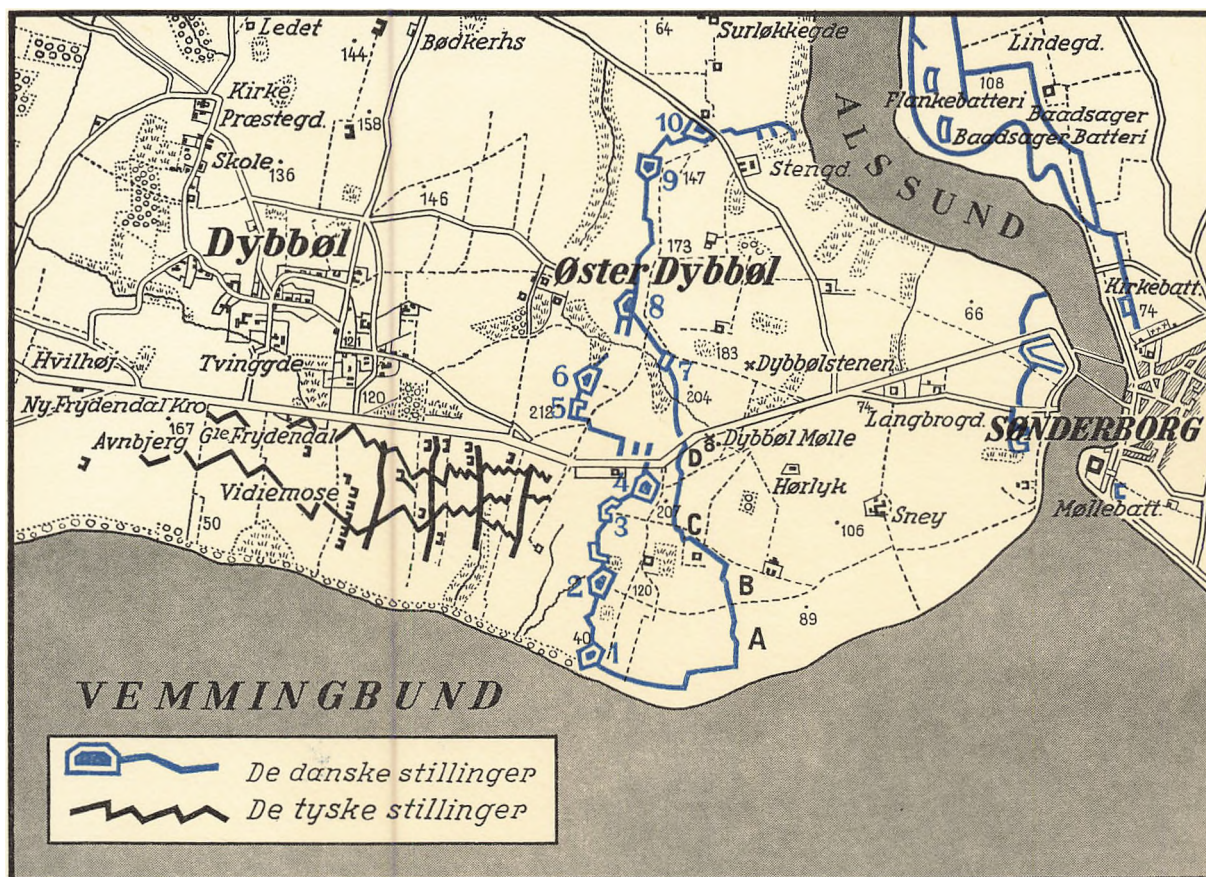 Ledet
144
Bødkerhs
64
Surløkkegde
Lindegd.
108
Flankebatteri
Baadsager
Baadsager Batteri
Kirke
Præstegd.
158
Skole
136
10
9
147
Stengd.
ALSSUND
146
Dybbøl
Øster Dybbøl
173
8
Kirkebatt.
74
66
Hvilhøj
Tvinggde
121
120
6
5
212
7
183
Dybbølstenen
204
74
Langbrogd.
SØNDERBORG
Ny Frydendal Kro
167
Gle Frydendal
Avnbjerg
Vidiemose
50
D
Dybbøl Mølle
4
3
207
Hørlyk
C
106
Sney
Møllebatt.
2
120
B
89
A
40
1
VEMMINGBUND
De danske stillinger
De tyske stillinger